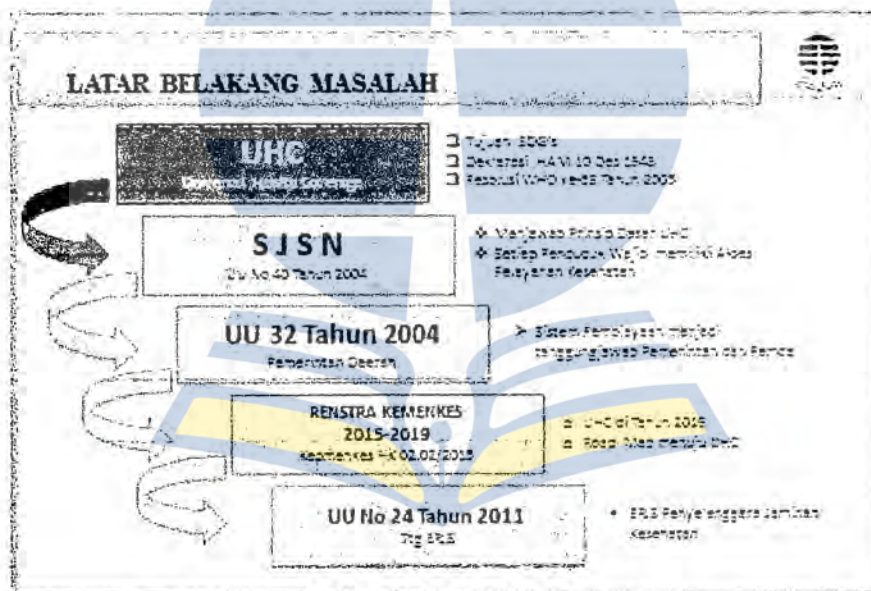 LATAR BELAKANG MASALAH
UHC
Universal Health Coverage
Tujuan SDG's
Deklarasi HAM 10 Des 1948
Resolusi WHO ke-58 Tahun 2005
S J S N
UU No 40 Tahun 2004
Menjawab Prinsip Dasar UHC
Setiap Penduduk Wajib memiliki Akses
Pelayanan Kesehatan
UU 32 Tahun 2004
Pemerintah Daerah
Sistem Pembiayaan menjadi
tanggungjawab Pemerintah dan Pemda
RENSTRA KEMENKES
2015-2019
Kepmenkes HK 02.02/2015
UHC di Tahun 2019
Road Map menuju UHC
UU No 24 Tahun 2011
Ttg BPJS
BPJS Penyelenggara Jaminan
Kesehatan